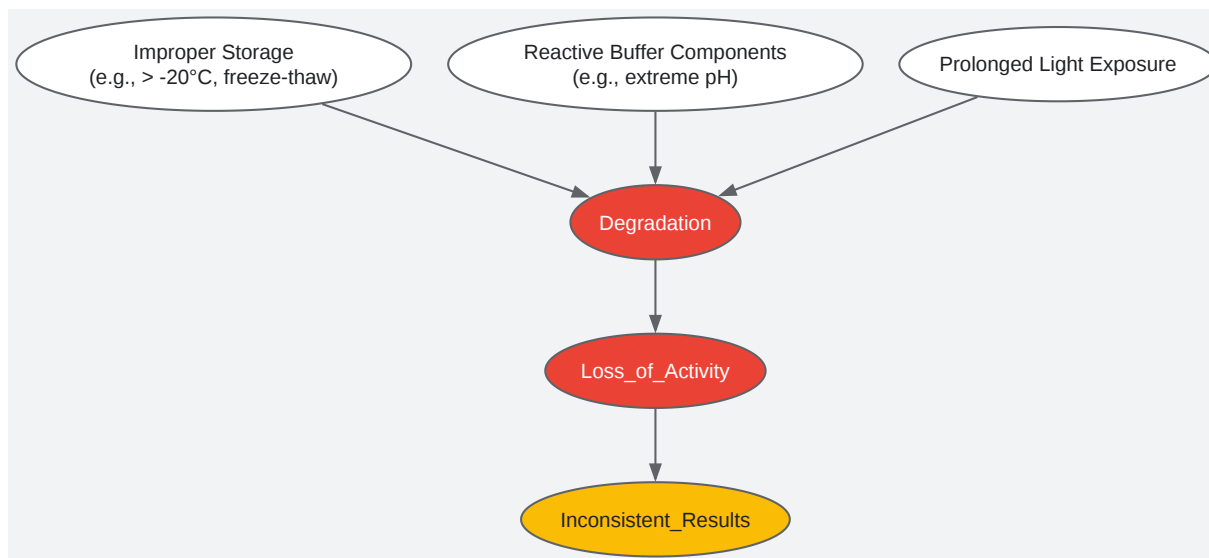 Improper Storage
(e.g., > -20°C, freeze-thaw)
Reactive Buffer Components
(e.g., extreme pH)
Prolonged Light Exposure
Degradation
Loss_of_Activity
Inconsistent_Results